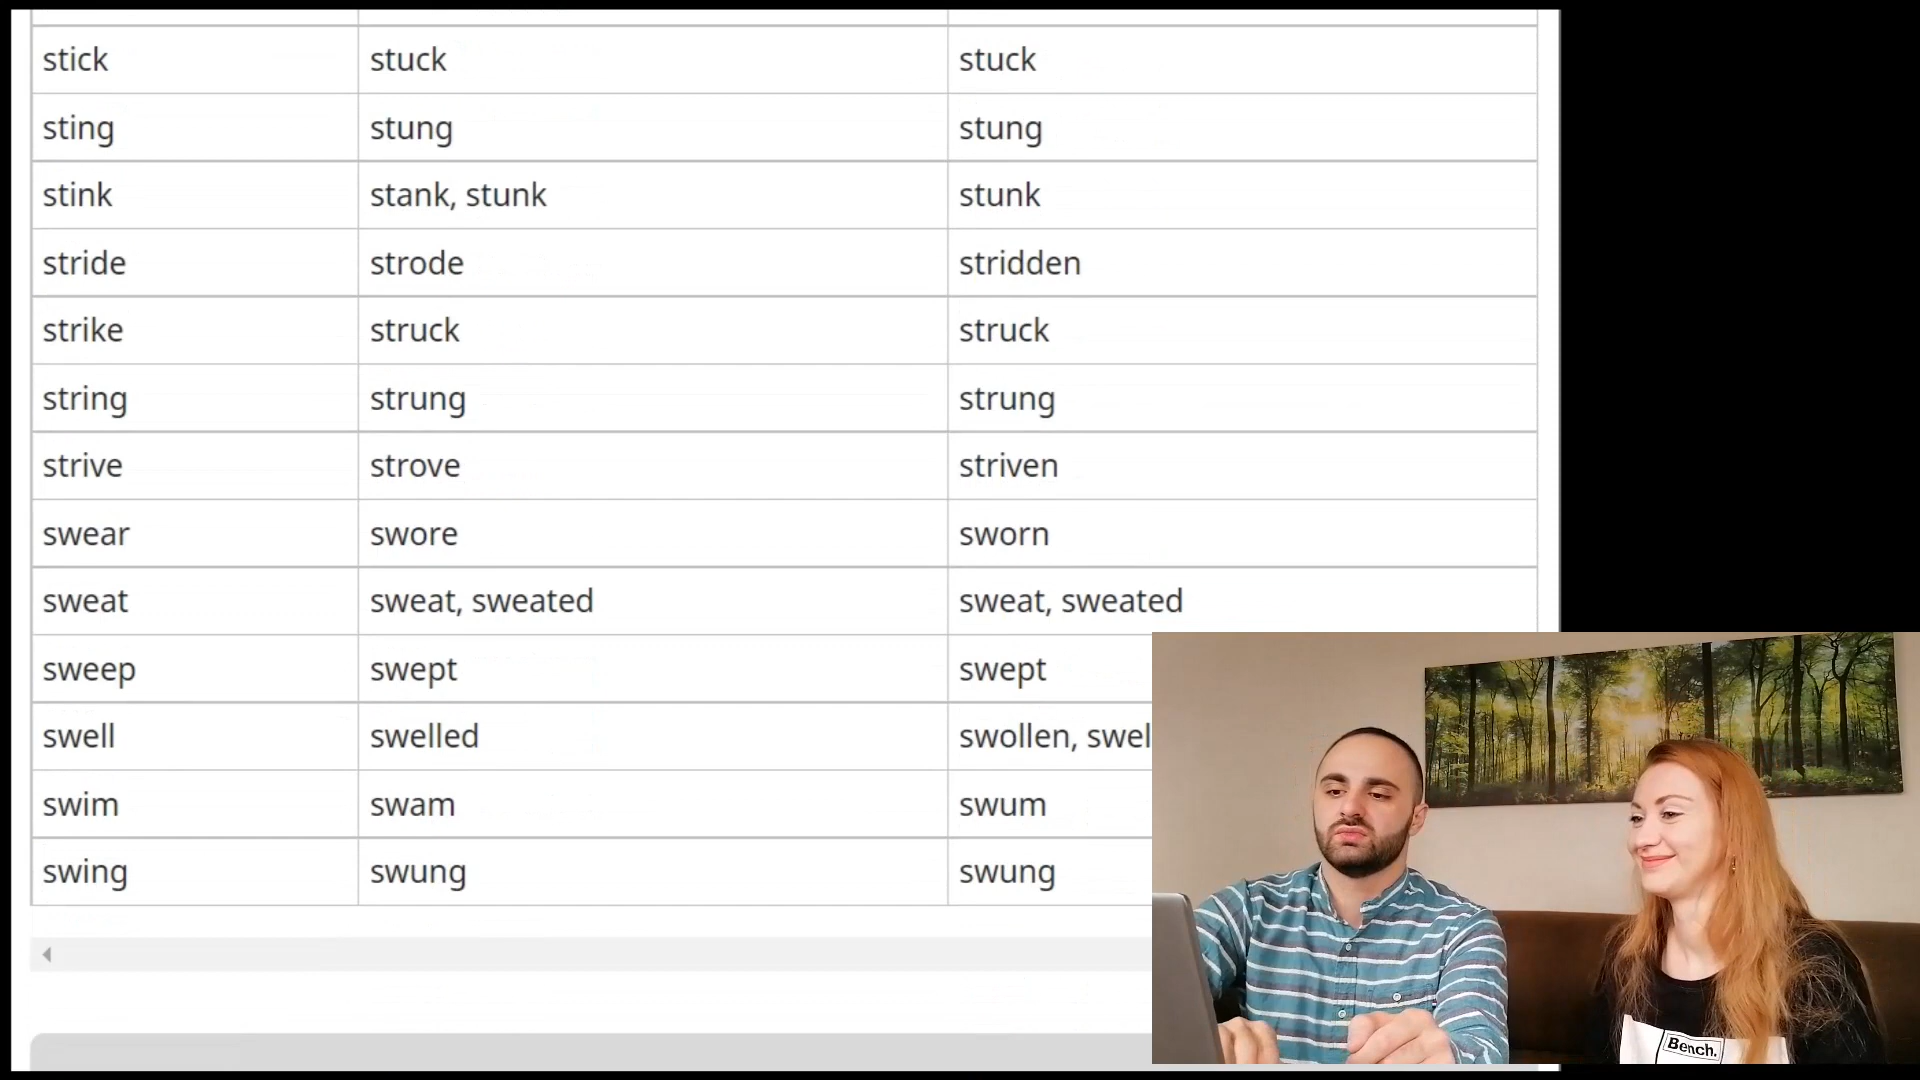 stick stuck stuck
sting stung stung
stink stank, stunk stunk
stride strode stridden
strike struck struck
string strung strung
strive strove striven
swear swore sworn
sweat sweat, sweated sweat, sweated
sweep swept swept
swell swelled swollen, swel
swim swam swum
swing swung swung
Bench.